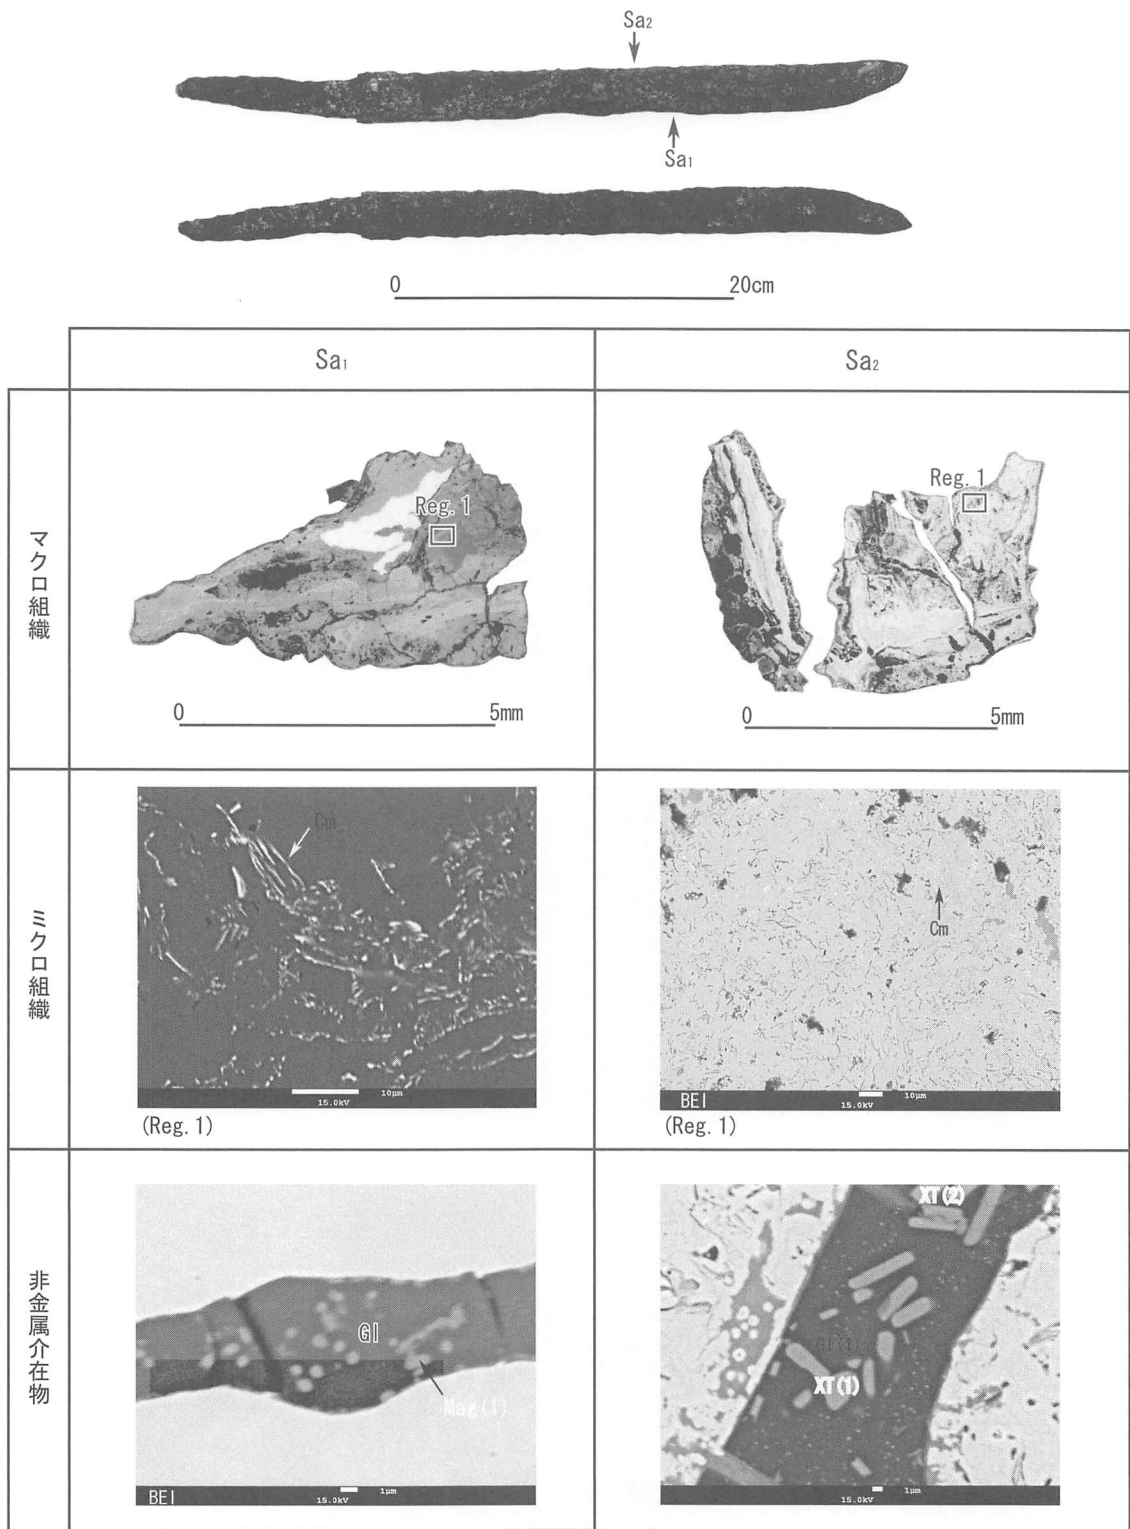 Sa₂
Sa₁
0 20cm
Sa₁ Sa₂
マクロ組織
Reg. 1
0 5mm
Reg. 1
0 5mm
ミクロ組織
Cm
10μm
15.0kV
(Reg. 1)
Cm
BEI
10μm
15.0kV
(Reg. 1)
非金属介在物
Gl
Mag(1)
BEI
1μm
15.0kV
XT(2)
Gl(1)
XT(1)
1μm
15.0kV